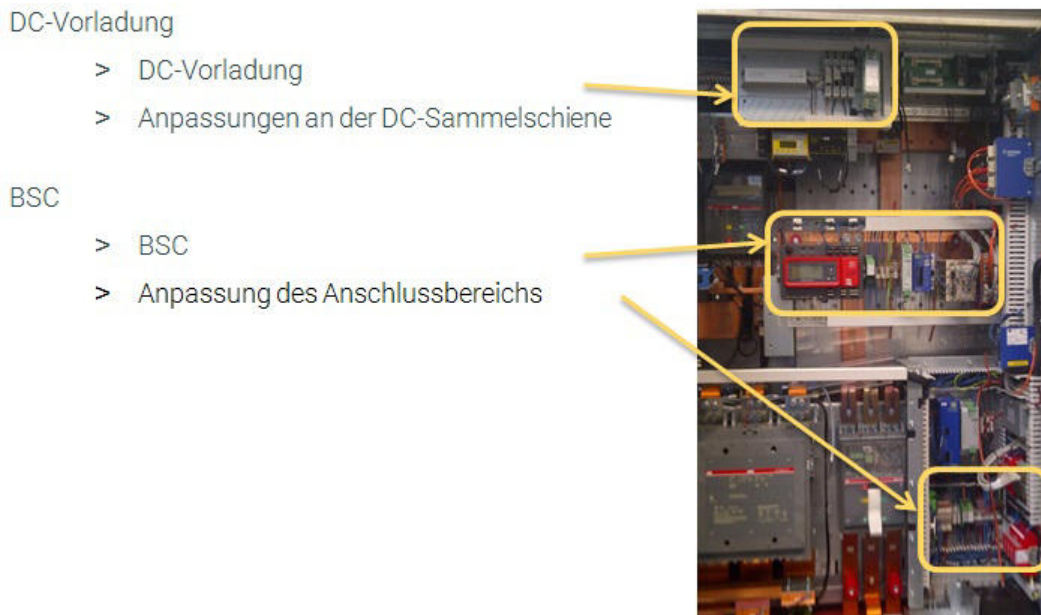 DC-Vorladung
> DC-Vorladung
> Anpassungen an der DC-Sammelschiene
BSC
> BSC
> Anpassung des Anschlussbereichs